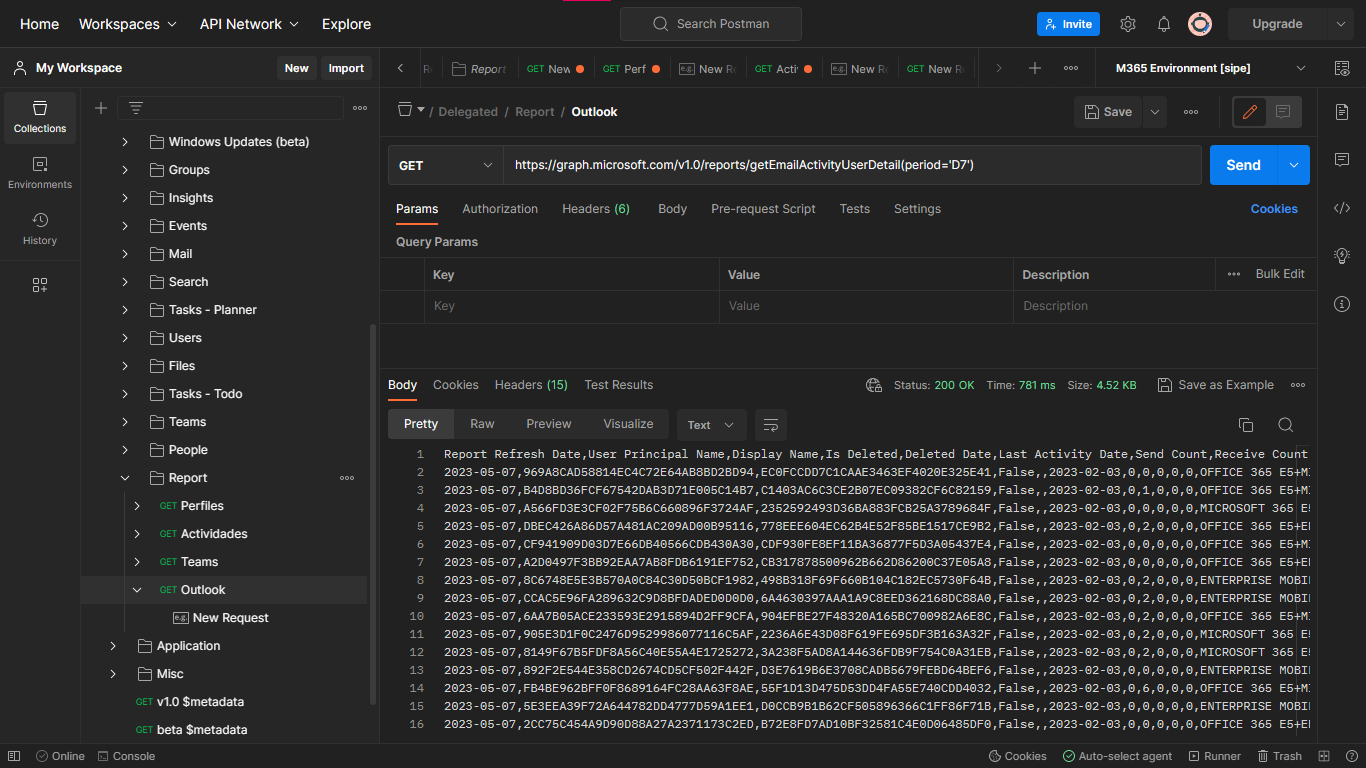 Home Workspaces API Network Explore Search Postman Invite Upgrade
My Workspace New Import
New Perf New R Acti New R New R M365 Environment [sipe]
GET GET e.g. GET e.g. GET
Report
Collections
Environments
History
Windows Updates (beta)
Groups
Insights
Events
Mail
Search
Tasks - Planner
Users
Files
Tasks - Todo
Teams
People
Report
GET Perfiles
GET Actividades
GET Teams
GET Outlook
e.g. New Request
Application
Misc
GET v1.0 $metadata
GET beta $metadata
/ Delegated / Report / Outlook Save
GET https://graph.microsoft.com/v1.0/reports/getEmailActivityUserDetail(period='D7') Send
Params Authorization Headers (6) Body Pre-request Script Tests Settings Cookies
Query Params
Key Value Description Bulk Edit
Key Value Description
Body Cookies Headers (15) Test Results Status: 200 OK Time: 781 ms Size: 4.52 KB Save as Example
Pretty Raw Preview Visualize Text
1 Report Refresh Date,User Principal Name,Display Name,Is Deleted,Deleted Date,Last Activity Date,Send Count,Receive Count
2 2023-05-07,969A8CAD58814EC4C72E64AB8BD2BD94,EC0FCCDD7C1CAAE3463EF4020E325E41,False,,2023-02-03,0,0,0,0,OFFICE 365 E5+MI
3 2023-05-07,B4D8BD36FCF67542DAB3D71E005C14B7,C1403AC6C3CE2B07EC09382CF6C82159,False,,2023-02-03,0,1,0,0,0,OFFICE 365 E5+MI
4 2023-05-07,A566FD3E3CF02F75B6C660896F3724AF,2352592493D36BA883FCB25A3789684F,False,,2023-02-03,0,0,0,0,0,MICROSOFT 365 E5
5 2023-05-07,DBEC426A86D57A481AC209AD00B95116,778EEE604EC62B4E52F85BE1517CE9B2,False,,2023-02-03,0,2,0,0,0,OFFICE 365 E5+EN
6 2023-05-07,CF941909D03D7E66DB40566CDB430A30,CDF930FE8EF11BA36877F5D3A05437E4,False,,2023-02-03,0,0,0,0,0,OFFICE 365 E5+EN
7 2023-05-07,A2D0497F3BB92EAA7AB8FDB6191EF752,CB317878500962B662D86200C37E05A8,False,,2023-02-03,0,1,0,0,0,OFFICE 365 E5+EN
8 2023-05-07,8C6748E5E3B570A0C84C30D50BCF1982,498B318F69F660B104C182EC5730F64B,False,,2023-02-03,0,2,0,0,0,ENTERPRISE MOBIL
9 2023-05-07,CCAC5E96FA289632C9D8BFDADED0D0D0,6A4630397AAA1A9C8EED362168DC88A0,False,,2023-02-03,0,2,0,0,0,ENTERPRISE MOBIL
10 2023-05-07,6AA7B05ACE233593E2915894D2FF9CFA,904EFBE27F48320A165BC700982A6E8C,False,,2023-02-03,0,2,0,0,0,OFFICE 365 E5+MI
11 2023-05-07,905E3D1F0C2476D9529986077116C5AF,2236A6E43D08F619FE695DF3B163A32F,False,,2023-02-03,0,2,0,0,0,MICROSOFT 365 E5
12 2023-05-07,8149F67B5FDF8A56C40E55A4E1725272,3A238F5AD8A144636FDB9F754C0A31EB,False,,2023-02-03,0,2,0,0,0,MICROSOFT 365 E5
13 2023-05-07,892F2E544E358CD2674CD5CF502F442F,D3E7619B6E3708CADB5679FEBD64BEF6,False,,2023-02-03,0,0,0,0,0,ENTERPRISE MOBIL
14 2023-05-07,FB4BE962BFF0F8689164FC28AA63F8AE,55F1D13D475D53DD4FA55E740CDD4032,False,,2023-02-03,0,6,0,0,0,OFFICE 365 E5+MI
15 2023-05-07,5E3EEA39F72A644782DD4777D59A1EE1,D0CCB9B1B62CF505896366C1FF86F71B,False,,2023-02-03,0,0,0,0,0,ENTERPRISE MOBIL
16 2023-05-07,2CC75C454A9D90D88A27A2371173C2ED,B72E8FD7AD10BF32581C4E0D06485DF0,False,,2023-02-03,0,0,0,0,0,OFFICE 365 E5+EN
Online Console Cookies Auto-select agent Runner Trash